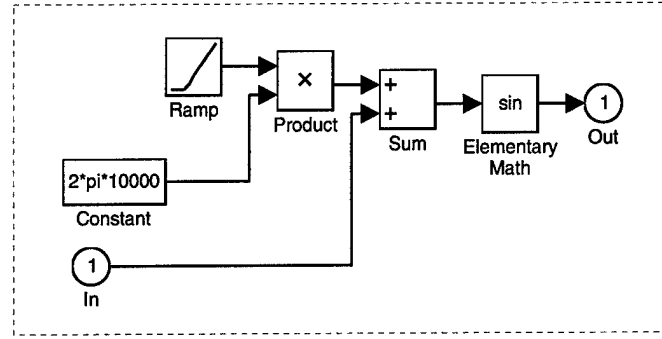 Ramp
×
Product
+
+
Sum
sin
Elementary
Math
1
Out
2*pi*10000
Constant
1
In